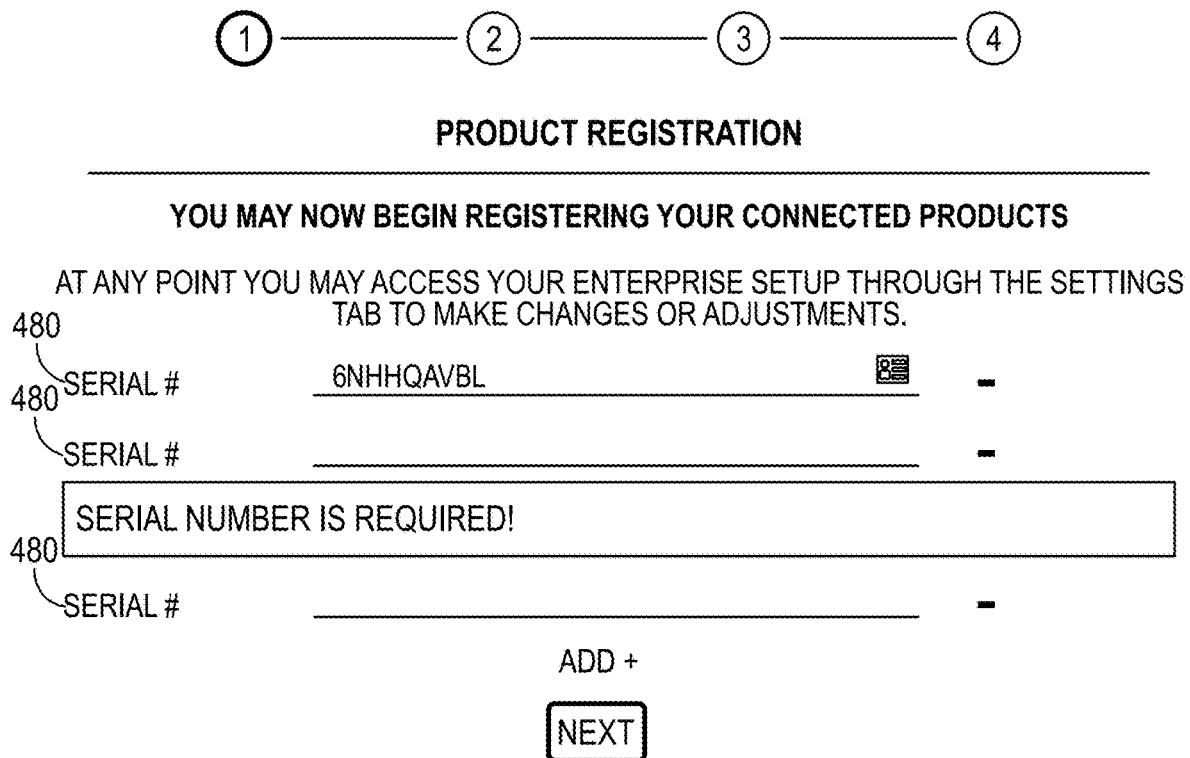 1 2 3 4
PRODUCT REGISTRATION
YOU MAY NOW BEGIN REGISTERING YOUR CONNECTED PRODUCTS
AT ANY POINT YOU MAY ACCESS YOUR ENTERPRISE SETUP THROUGH THE SETTINGS
TAB TO MAKE CHANGES OR ADJUSTMENTS.
480
SERIAL # 6NHHQAVBL -
480
SERIAL # -
SERIAL NUMBER IS REQUIRED!
480
SERIAL # -
ADD +
NEXT